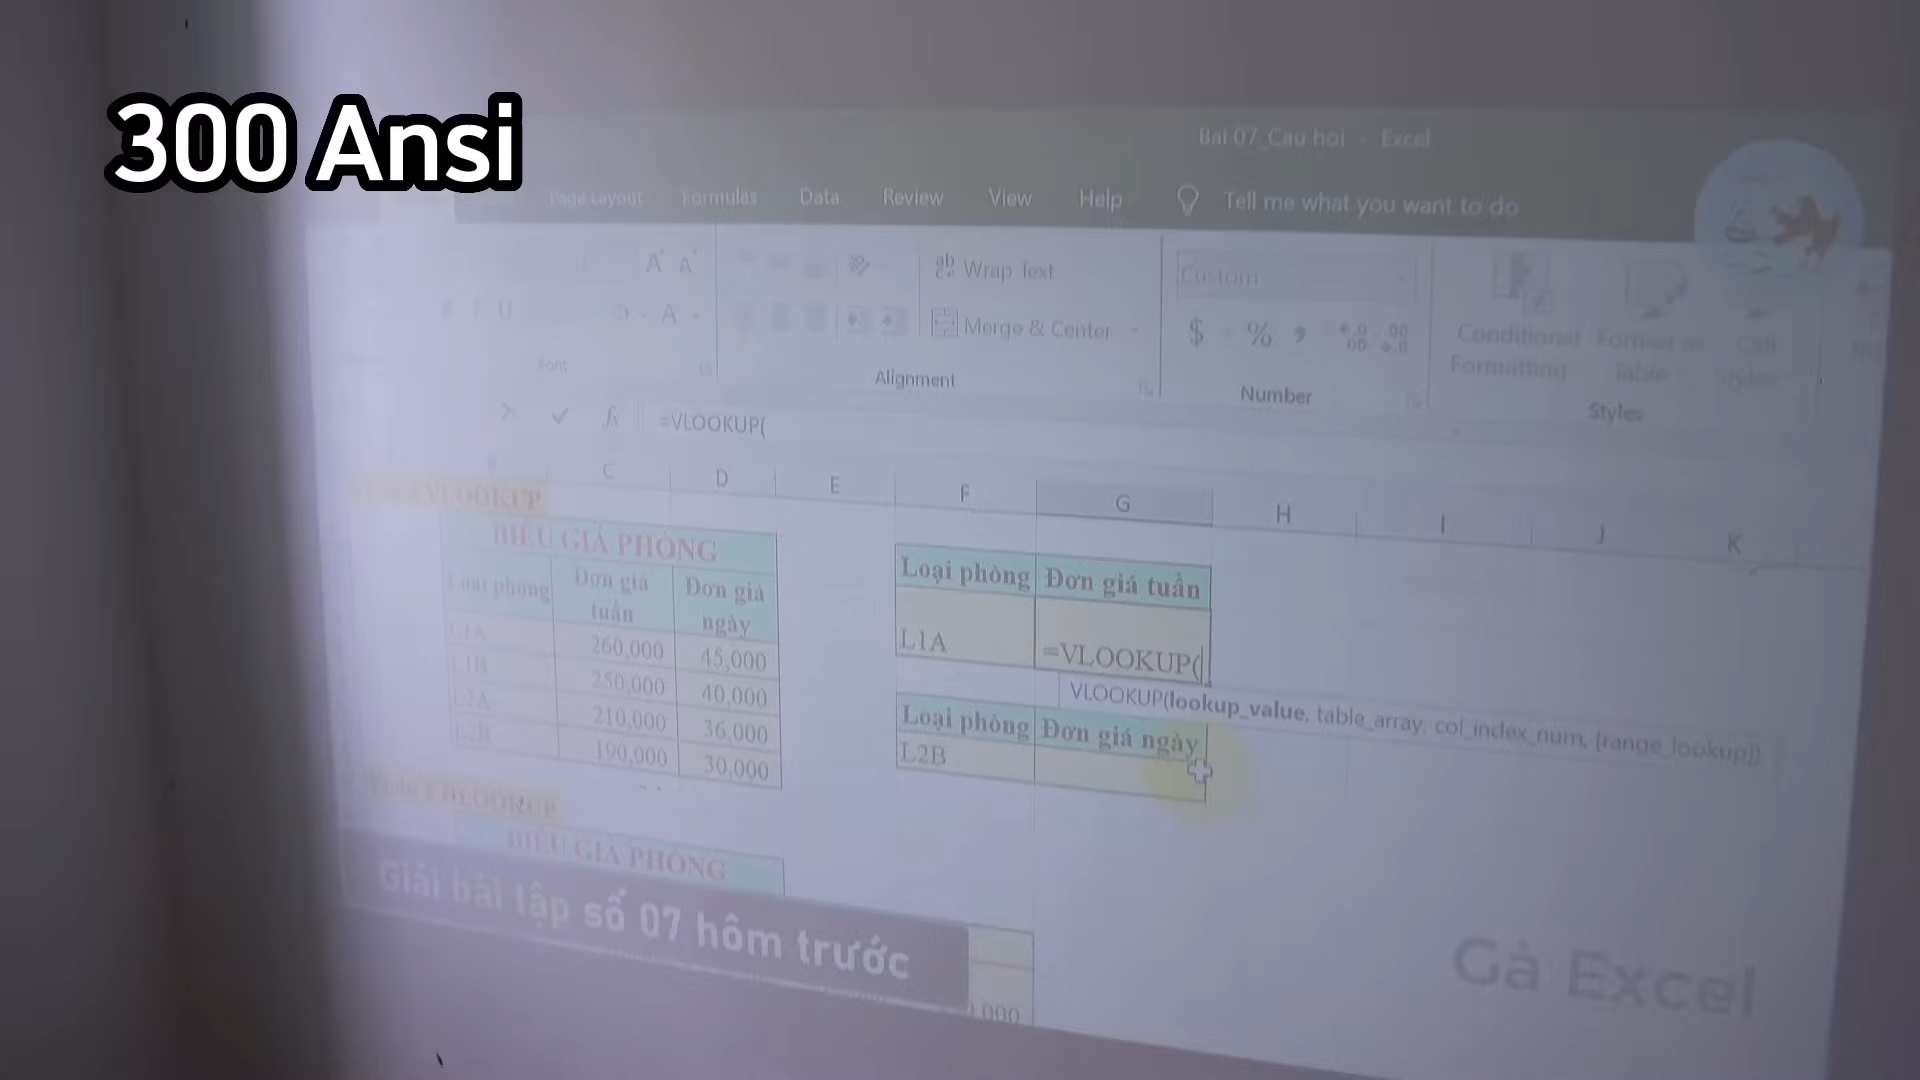 300 Ansi
Bai 07_Cau hoi - Excel
Page Layout Formulas Data Review View Help Tell me what you want to do
Wrap Text
Custom
Merge & Center
$ % ,
Conditional Formatting
Format as Table
Cell Styles
Font
Alignment
Number
Styles
fx =VLOOKUP(
C D E F G H I J K
VLOOKUP
BIỂU GIÁ PHÒNG
Loại phòng Đơn giá tuần Đơn giá ngày
L1A 260,000 45,000
L1B 250,000 40,000
L2A 210,000 36,000
L2B 190,000 30,000
Loại phòng Đơn giá tuần
L1A =VLOOKUP(
VLOOKUP(lookup_value, table_array, col_index_num, [range_lookup])
Loại phòng Đơn giá ngày
L2B
HLOOKUP
BIỂU GIÁ PHÒNG
Giải bài tập số 07 hôm trước
Gà Excel